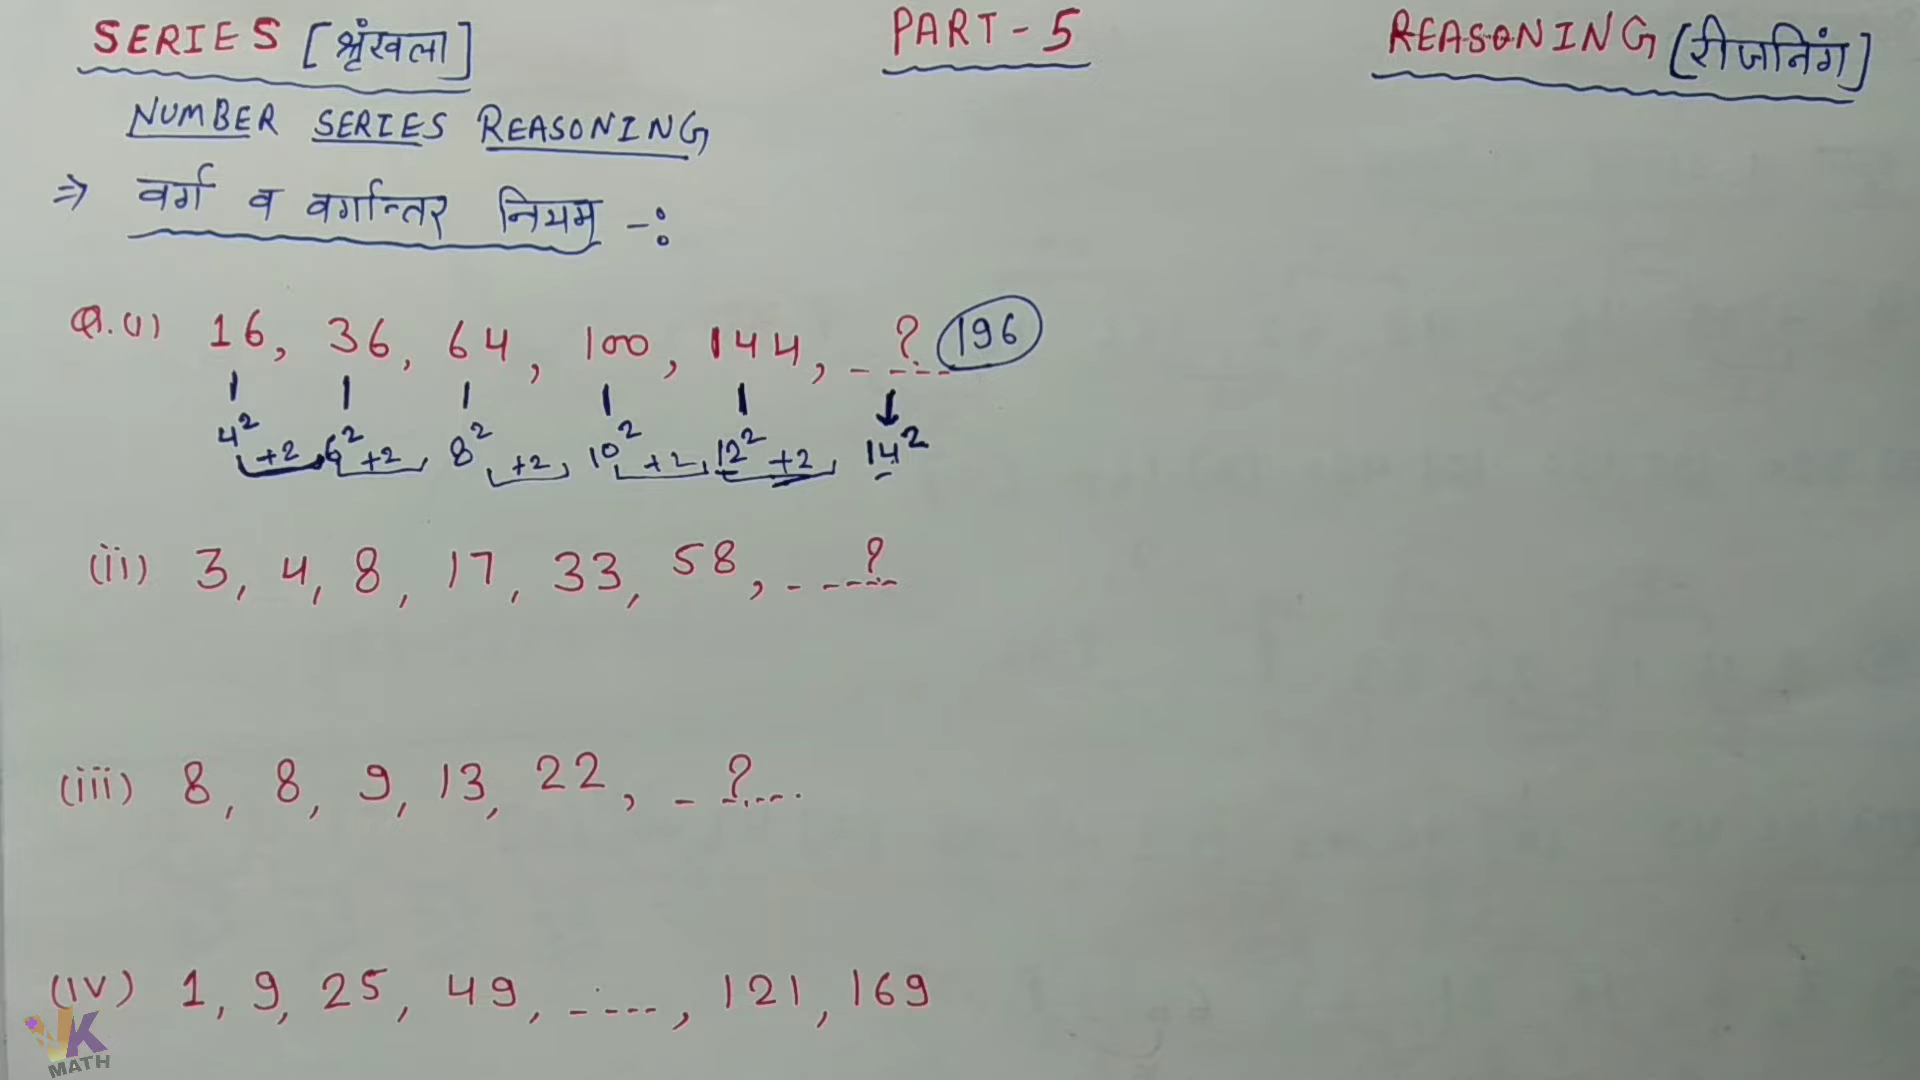 SERIES [श्रृंखला]
PART-5
REASONING [रीजनिंग]
NUMBER SERIES REASONING
⇒ वर्ग व वर्गान्तर नियम -:
Q.(i) 16, 36, 64, 100, 144, ----?---- 196
4² +2 6² +2 8² +2 10² +2 12² +2 14²
(ii) 3, 4, 8, 17, 33, 58, ----?----
(iii) 8, 8, 9, 13, 22, --?----
(iv) 1, 9, 25, 49, -----, 121, 169
VK
MATH